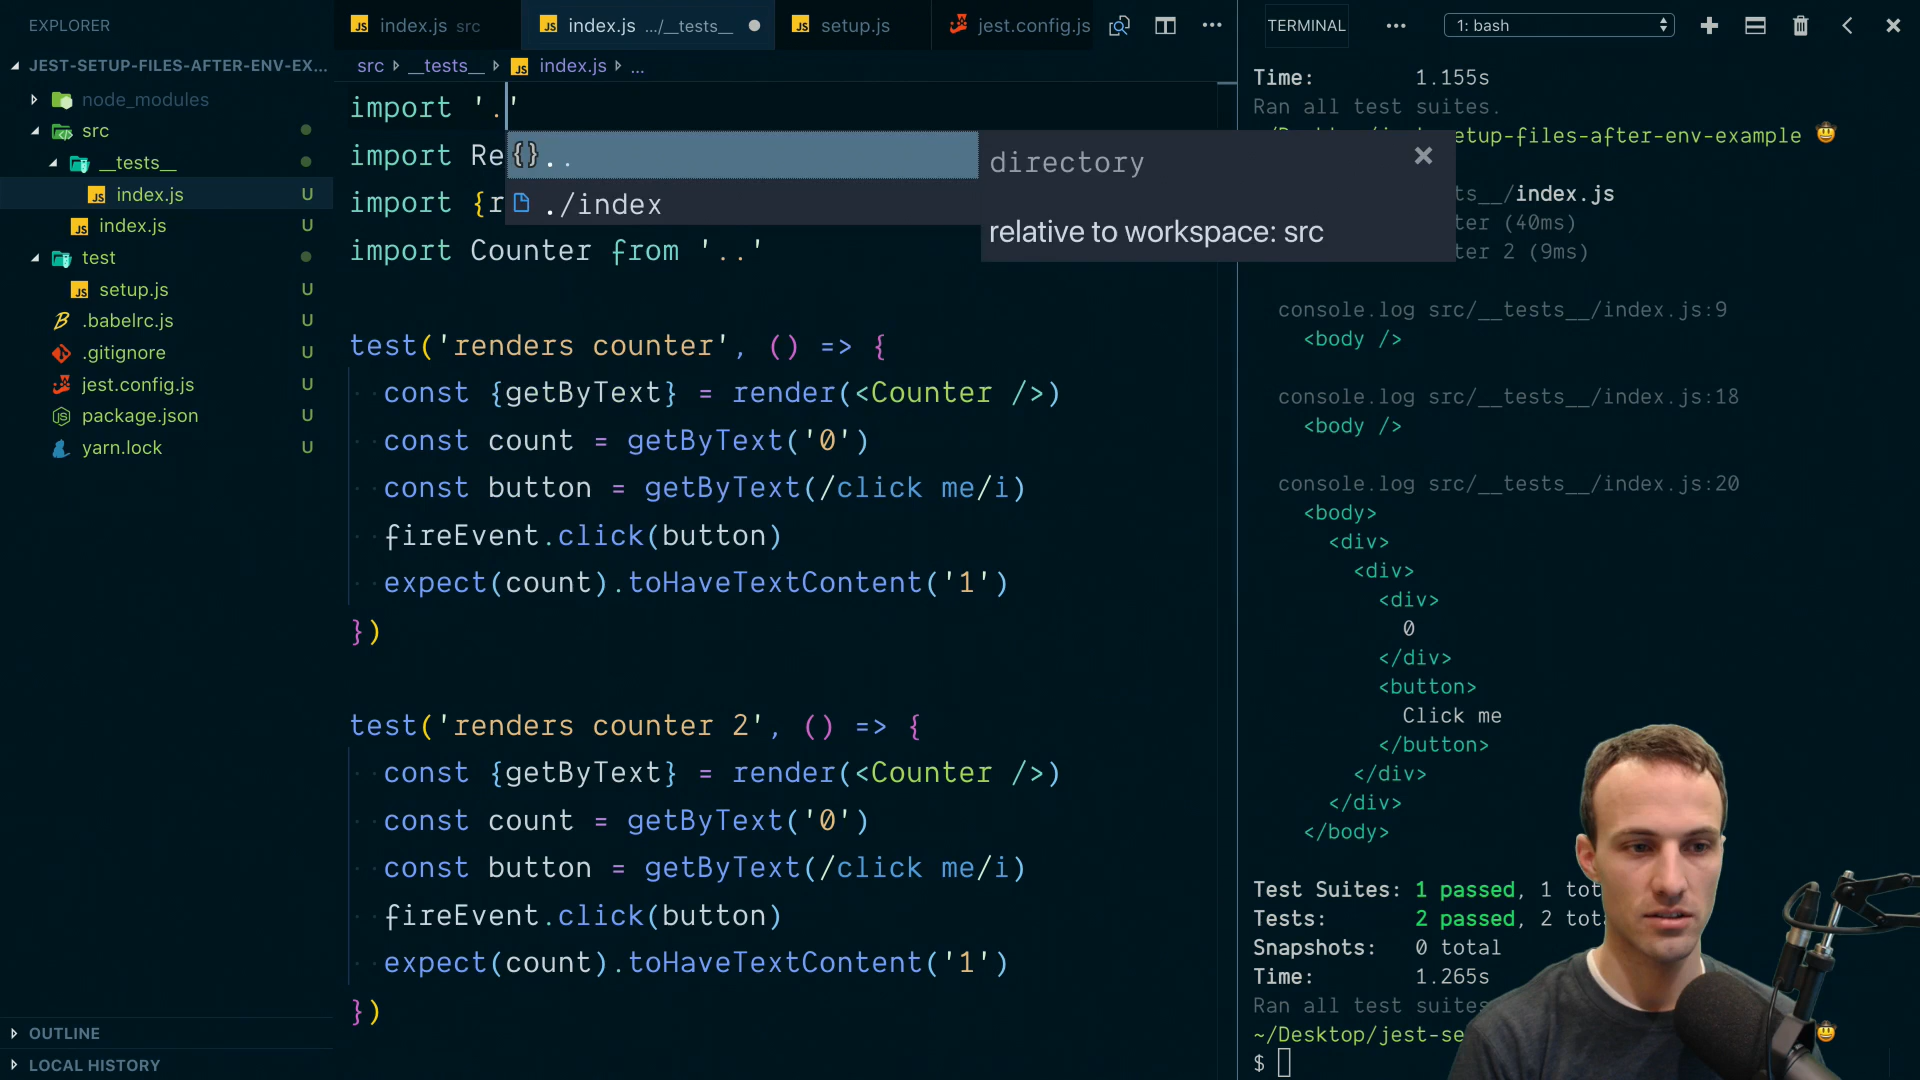 EXPLORER
JEST-SETUP-FILES-AFTER-ENV-EX...
node_modules
src
__tests__
index.js U
index.js U
test
setup.js U
.babelrc.js U
.gitignore U
jest.config.js U
package.json U
yarn.lock U
OUTLINE
LOCAL HISTORY
index.js src
index.js .../__tests__
setup.js
jest.config.js
src __tests__ index.js ...
import '.'
import Re
import {r
import Counter from '..'
{} ..
./index
directory
relative to workspace: src
test('renders counter', () => {
const {getByText} = render(<Counter />)
const count = getByText('0')
const button = getByText(/click me/i)
fireEvent.click(button)
expect(count).toHaveTextContent('1')
})
test('renders counter 2', () => {
const {getByText} = render(<Counter />)
const count = getByText('0')
const button = getByText(/click me/i)
fireEvent.click(button)
expect(count).toHaveTextContent('1')
})
TERMINAL
1: bash
Time: 1.155s
Ran all test suites.
etup-files-after-env-example
ts__/index.js
ter (40ms)
ter 2 (9ms)
console.log src/__tests__/index.js:9
<body />
console.log src/__tests__/index.js:18
<body />
console.log src/__tests__/index.js:20
<body>
<div>
<div>
<div>
0
</div>
<button>
Click me
</button>
</div>
</div>
</body>
Test Suites: 1 passed, 1 tot
Tests: 2 passed, 2 tot
Snapshots: 0 total
Time: 1.265s
Ran all test suites
~/Desktop/jest-se
$